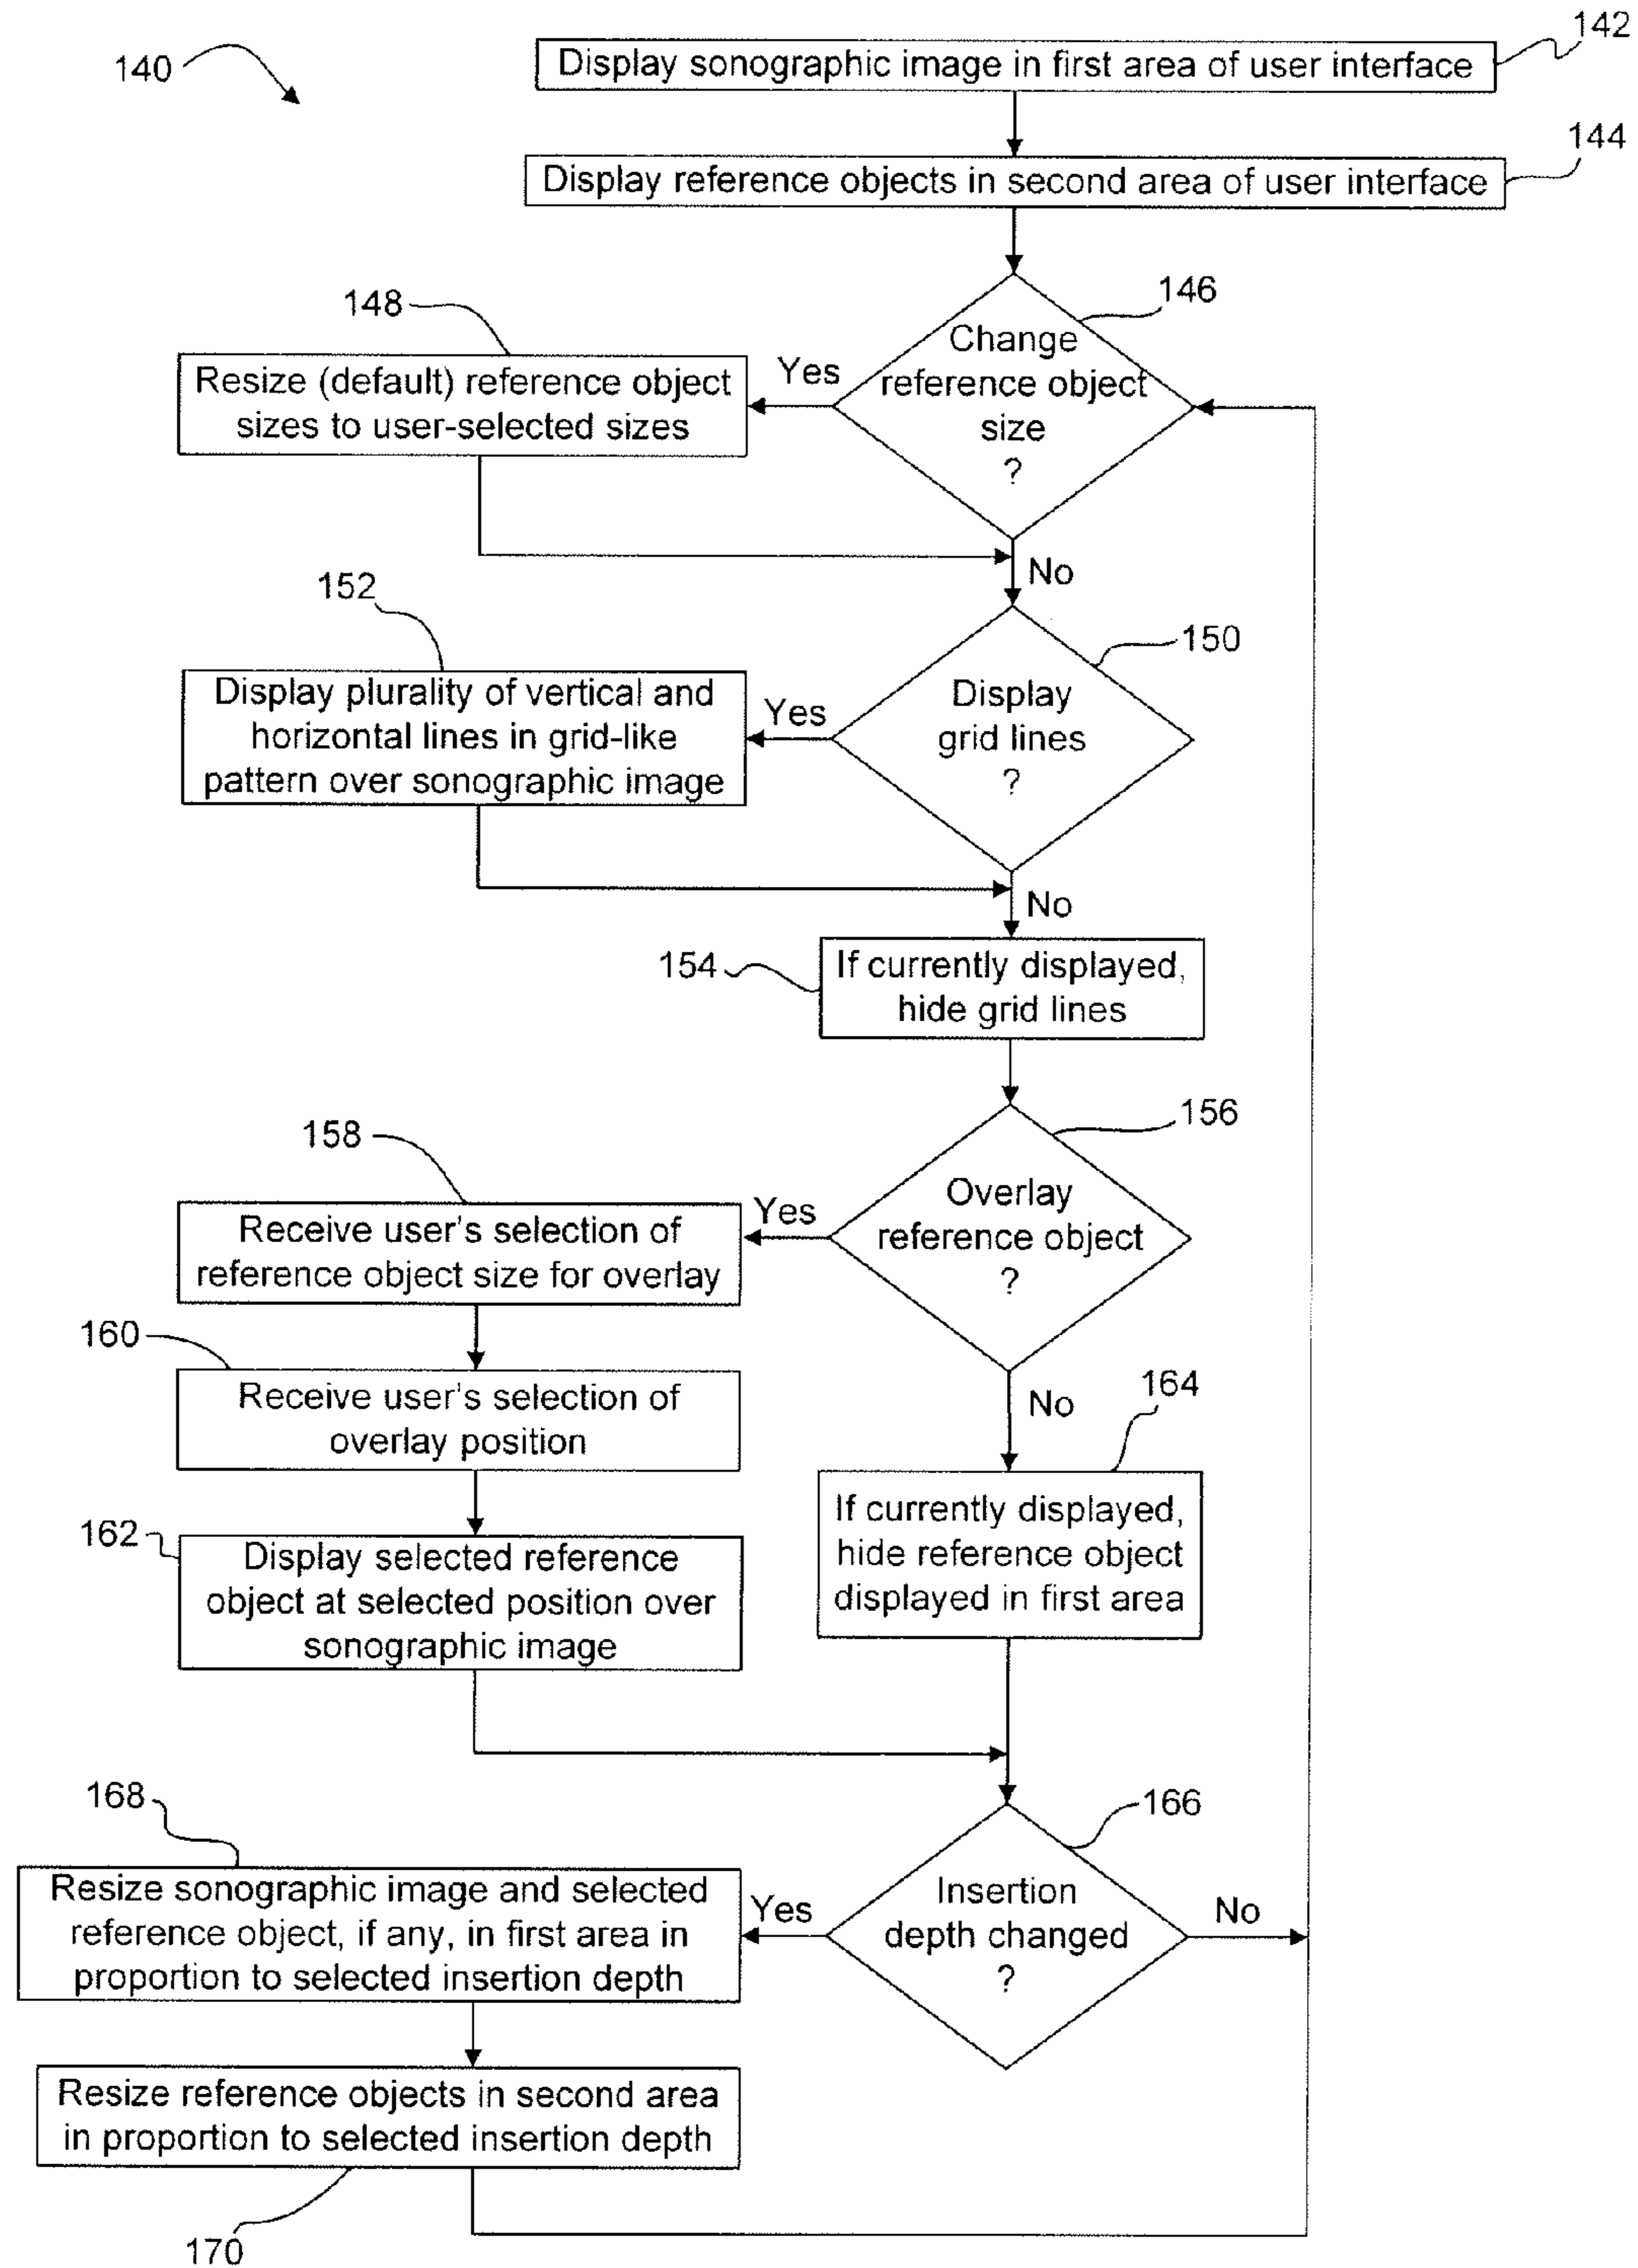 140
142
Display sonographic image in first area of user interface
144
Display reference objects in second area of user interface
146
Change
reference object
size
?
Yes
148
Resize (default) reference object
sizes to user-selected sizes
No
150
Display
grid lines
?
Yes
152
Display plurality of vertical and
horizontal lines in grid-like
pattern over sonographic image
No
154
If currently displayed,
hide grid lines
156
Overlay
reference object
?
Yes
158
Receive user's selection of
reference object size for overlay
160
Receive user's selection of
overlay position
162
Display selected reference
object at selected position over
sonographic image
No
164
If currently displayed,
hide reference object
displayed in first area
166
Insertion
depth changed
?
No
Yes
168
Resize sonographic image and selected
reference object, if any, in first area in
proportion to selected insertion depth
Resize reference objects in second area
in proportion to selected insertion depth
170